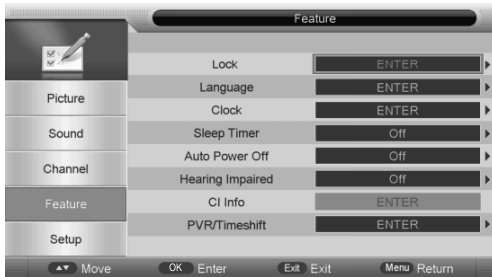 Feature
Lock ENTER
Language ENTER
Clock ENTER
Sleep Timer Off
Auto Power Off Off
Hearing Impaired Off
CI Info ENTER
PVR/Timeshift ENTER
Picture
Sound
Channel
Feature
Setup
▲▼ Move OK Enter Exit Exit Menu Return